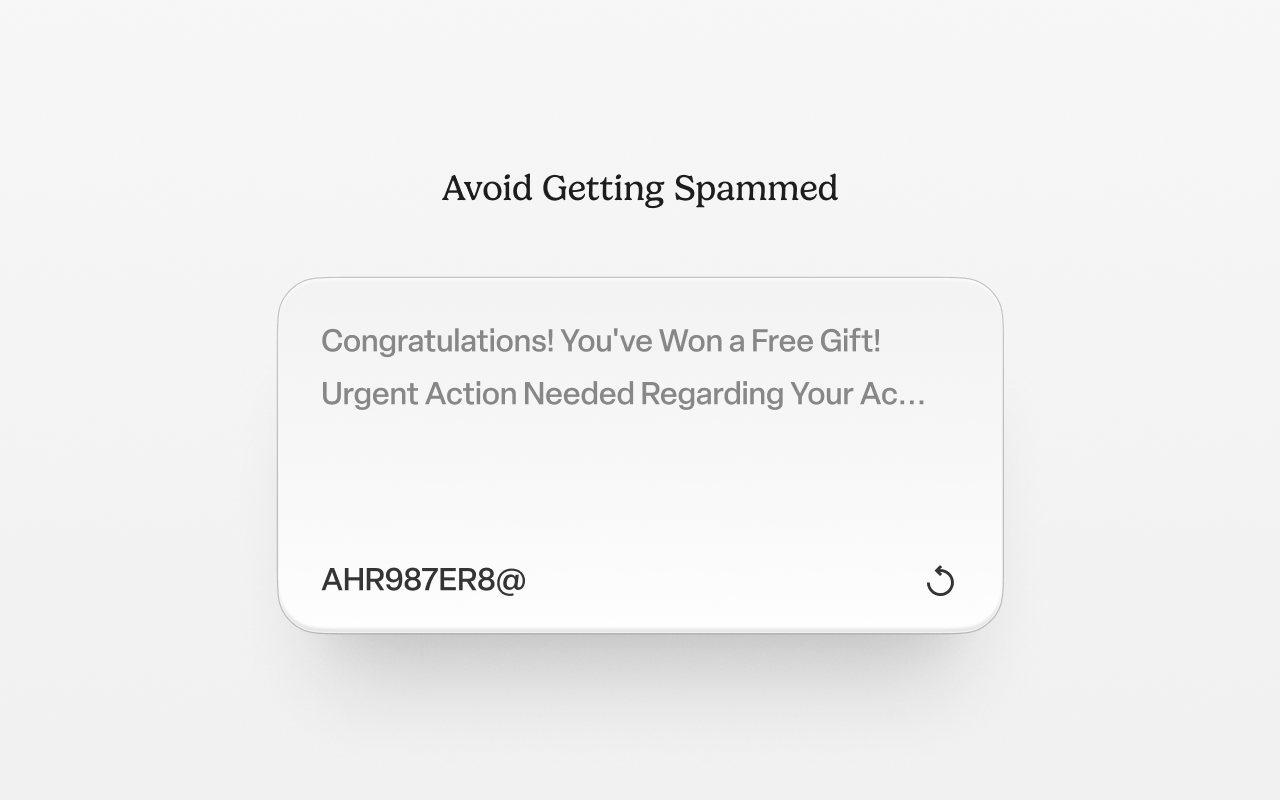 Avoid Getting Spammed
Congratulations! You've Won a Free Gift!
Urgent Action Needed Regarding Your Ac...
AHR987ER8@